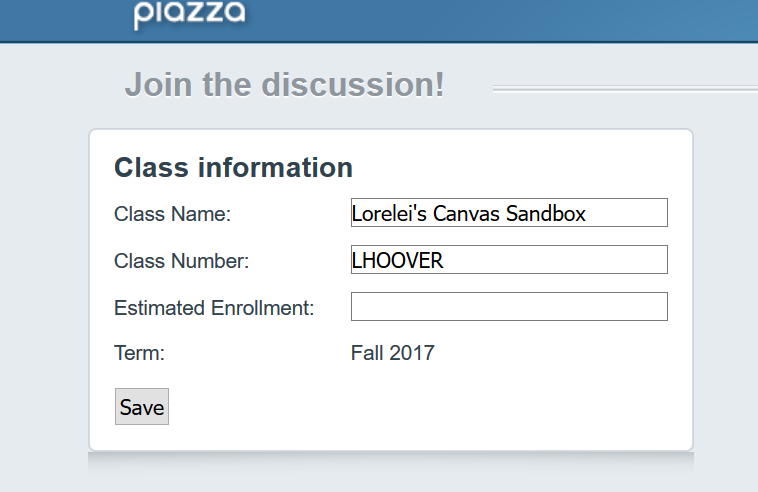 piazza
Join the discussion!
Class information
Class Name: Lorelei's Canvas Sandbox
Class Number: LHOOVER
Estimated Enrollment:
Term: Fall 2017
Save